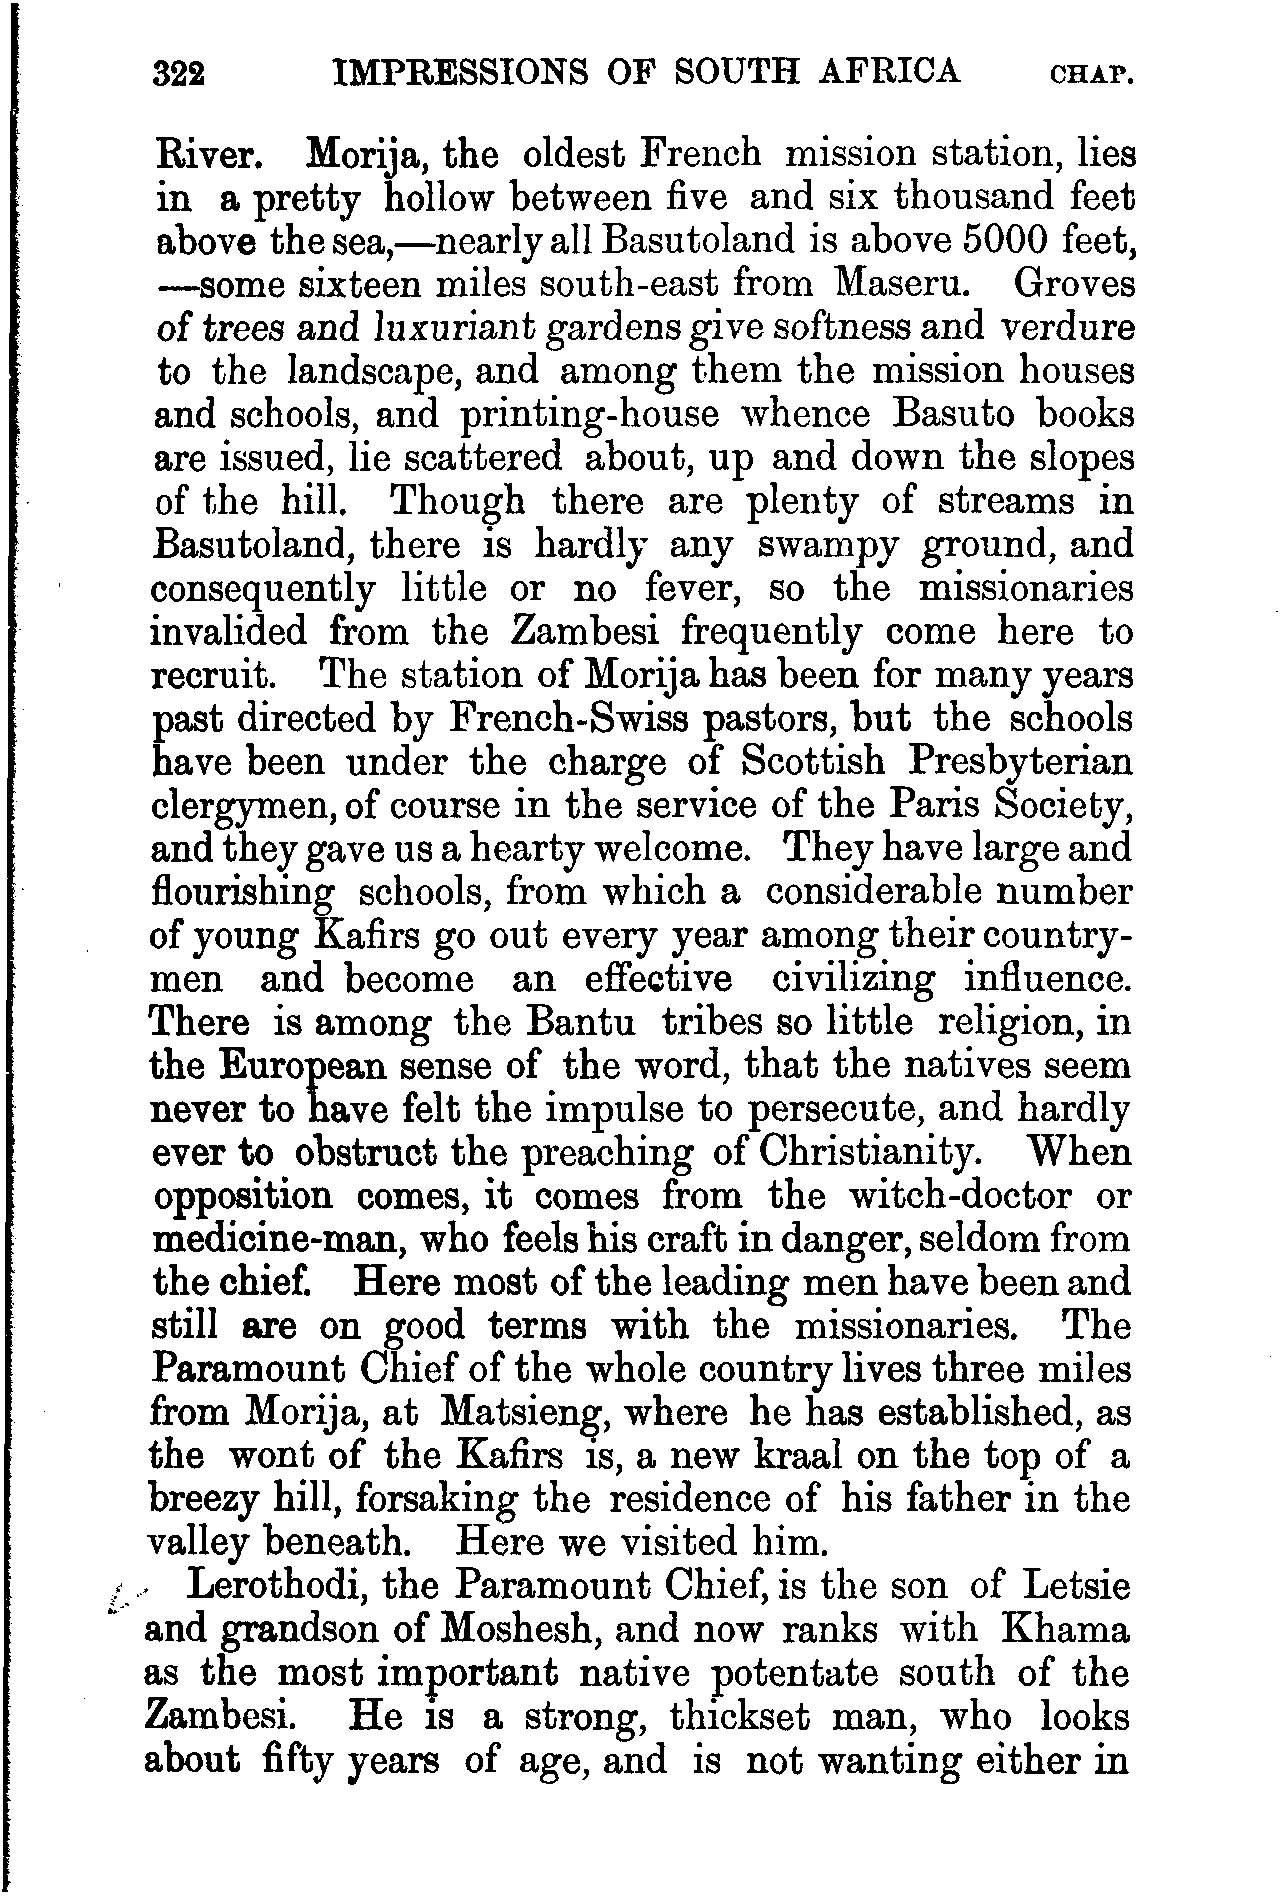 322 IMPRESSIONS OF SOUTH AFRICA CHAP.
River. Morija, the oldest French mission station, lies
in a pretty hollow between five and six thousand feet
above the sea,—nearly all Basutoland is above 5000 feet,
—some sixteen miles south-east from Maseru. Groves
of trees and luxuriant gardens give softness and verdure
to the landscape, and among them the mission houses
and schools, and printing-house whence Basuto books
are issued, lie scattered about, up and down the slopes
of the hill. Though there are plenty of streams in
Basutoland, there is hardly any swampy ground, and
consequently little or no fever, so the missionaries
invalided from the Zambesi frequently come here to
recruit. The station of Morija has been for many years
past directed by French-Swiss pastors, but the schools
have been under the charge of Scottish Presbyterian
clergymen, of course in the service of the Paris Society,
and they gave us a hearty welcome. They have large and
flourishing schools, from which a considerable number
of young Kafirs go out every year among their country-
men and become an effective civilizing influence.
There is among the Bantu tribes so little religion, in
the European sense of the word, that the natives seem
never to have felt the impulse to persecute, and hardly
ever to obstruct the preaching of Christianity. When
opposition comes, it comes from the witch-doctor or
medicine-man, who feels his craft in danger, seldom from
the chief. Here most of the leading men have been and
still are on good terms with the missionaries. The
Paramount Chief of the whole country lives three miles
from Morija, at Matsieng, where he has established, as
the wont of the Kafirs is, a new kraal on the top of a
breezy hill, forsaking the residence of his father in the
valley beneath. Here we visited him.
Lerothodi, the Paramount Chief, is the son of Letsie
and grandson of Moshesh, and now ranks with Khama
as the most important native potentate south of the
Zambesi. He is a strong, thickset man, who looks
about fifty years of age, and is not wanting either in